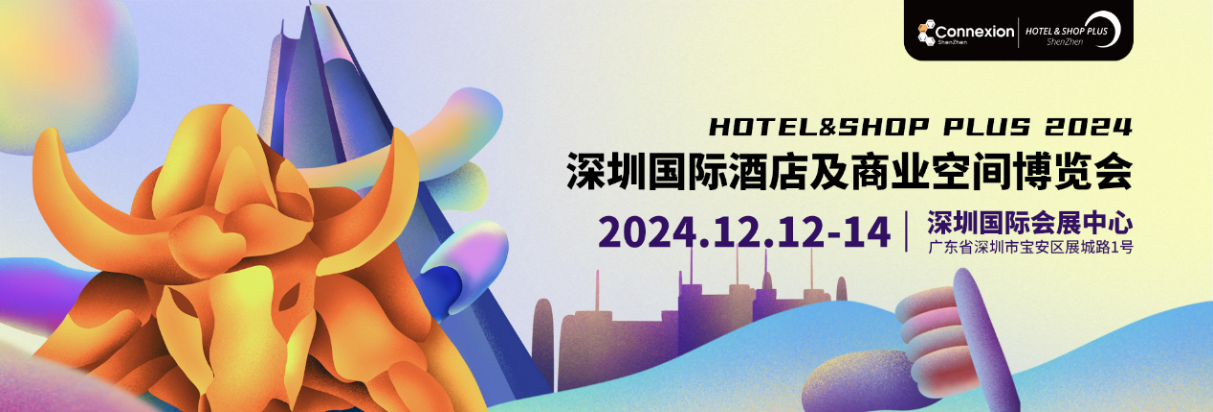 Connexion
ShenZhen
HOTEL & SHOP PLUS
ShenZhen
HOTEL&SHOP PLUS 2024
深圳国际酒店及商业空间博览会
2024.12.12-14
深圳国际会展中心
广东省深圳市宝安区展城路1号